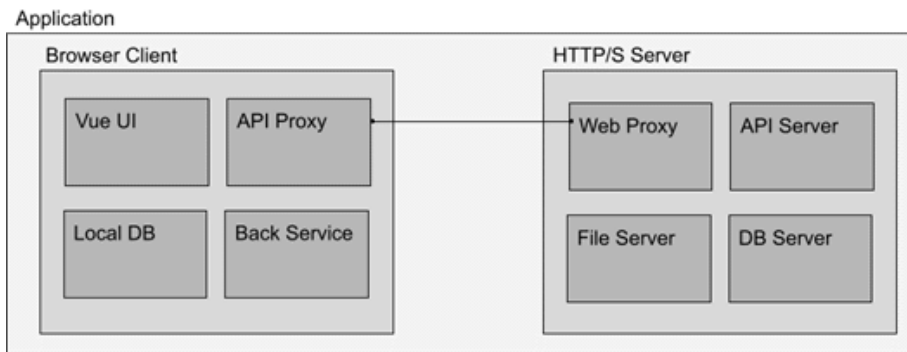 Application
Browser Client
HTTP/S Server
Vue UI
API Proxy
Web Proxy
API Server
Local DB
Back Service
File Server
DB Server